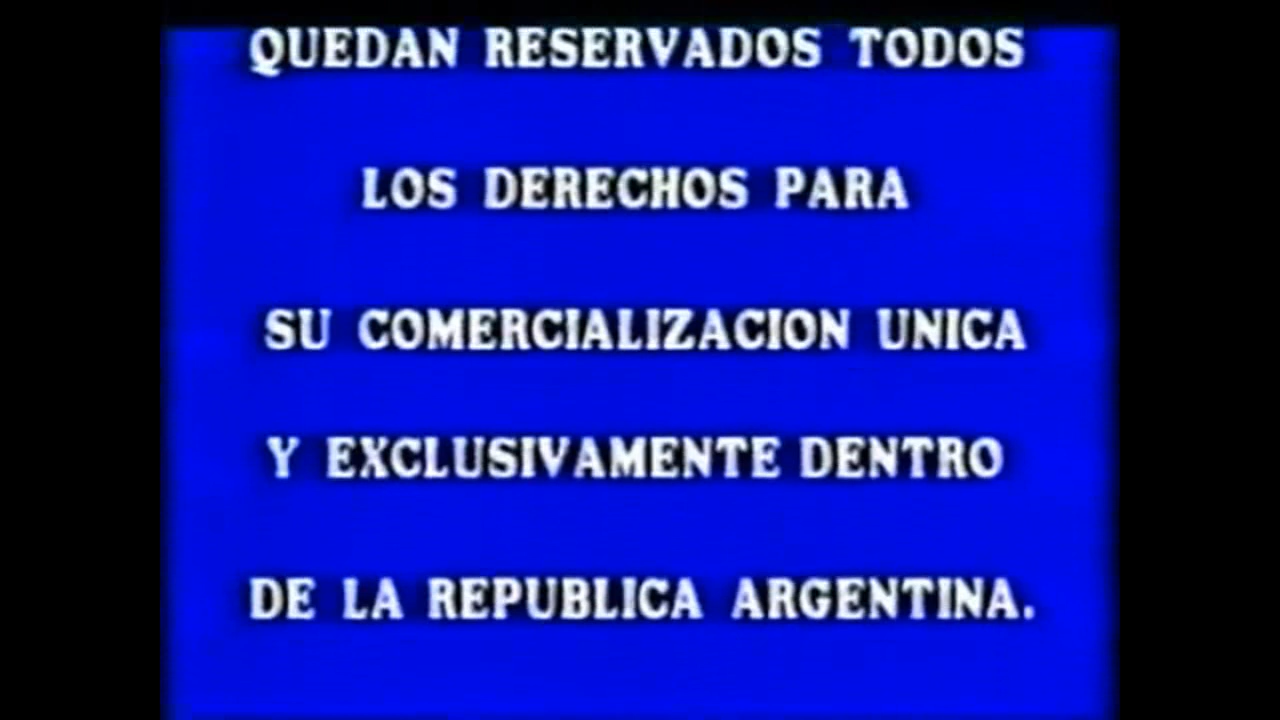 QUEDAN RESERVADOS TODOS
LOS DERECHOS PARA
SU COMERCIALIZACION UNICA
Y EXCLUSIVAMENTE DENTRO
DE LA REPUBLICA ARGENTINA.